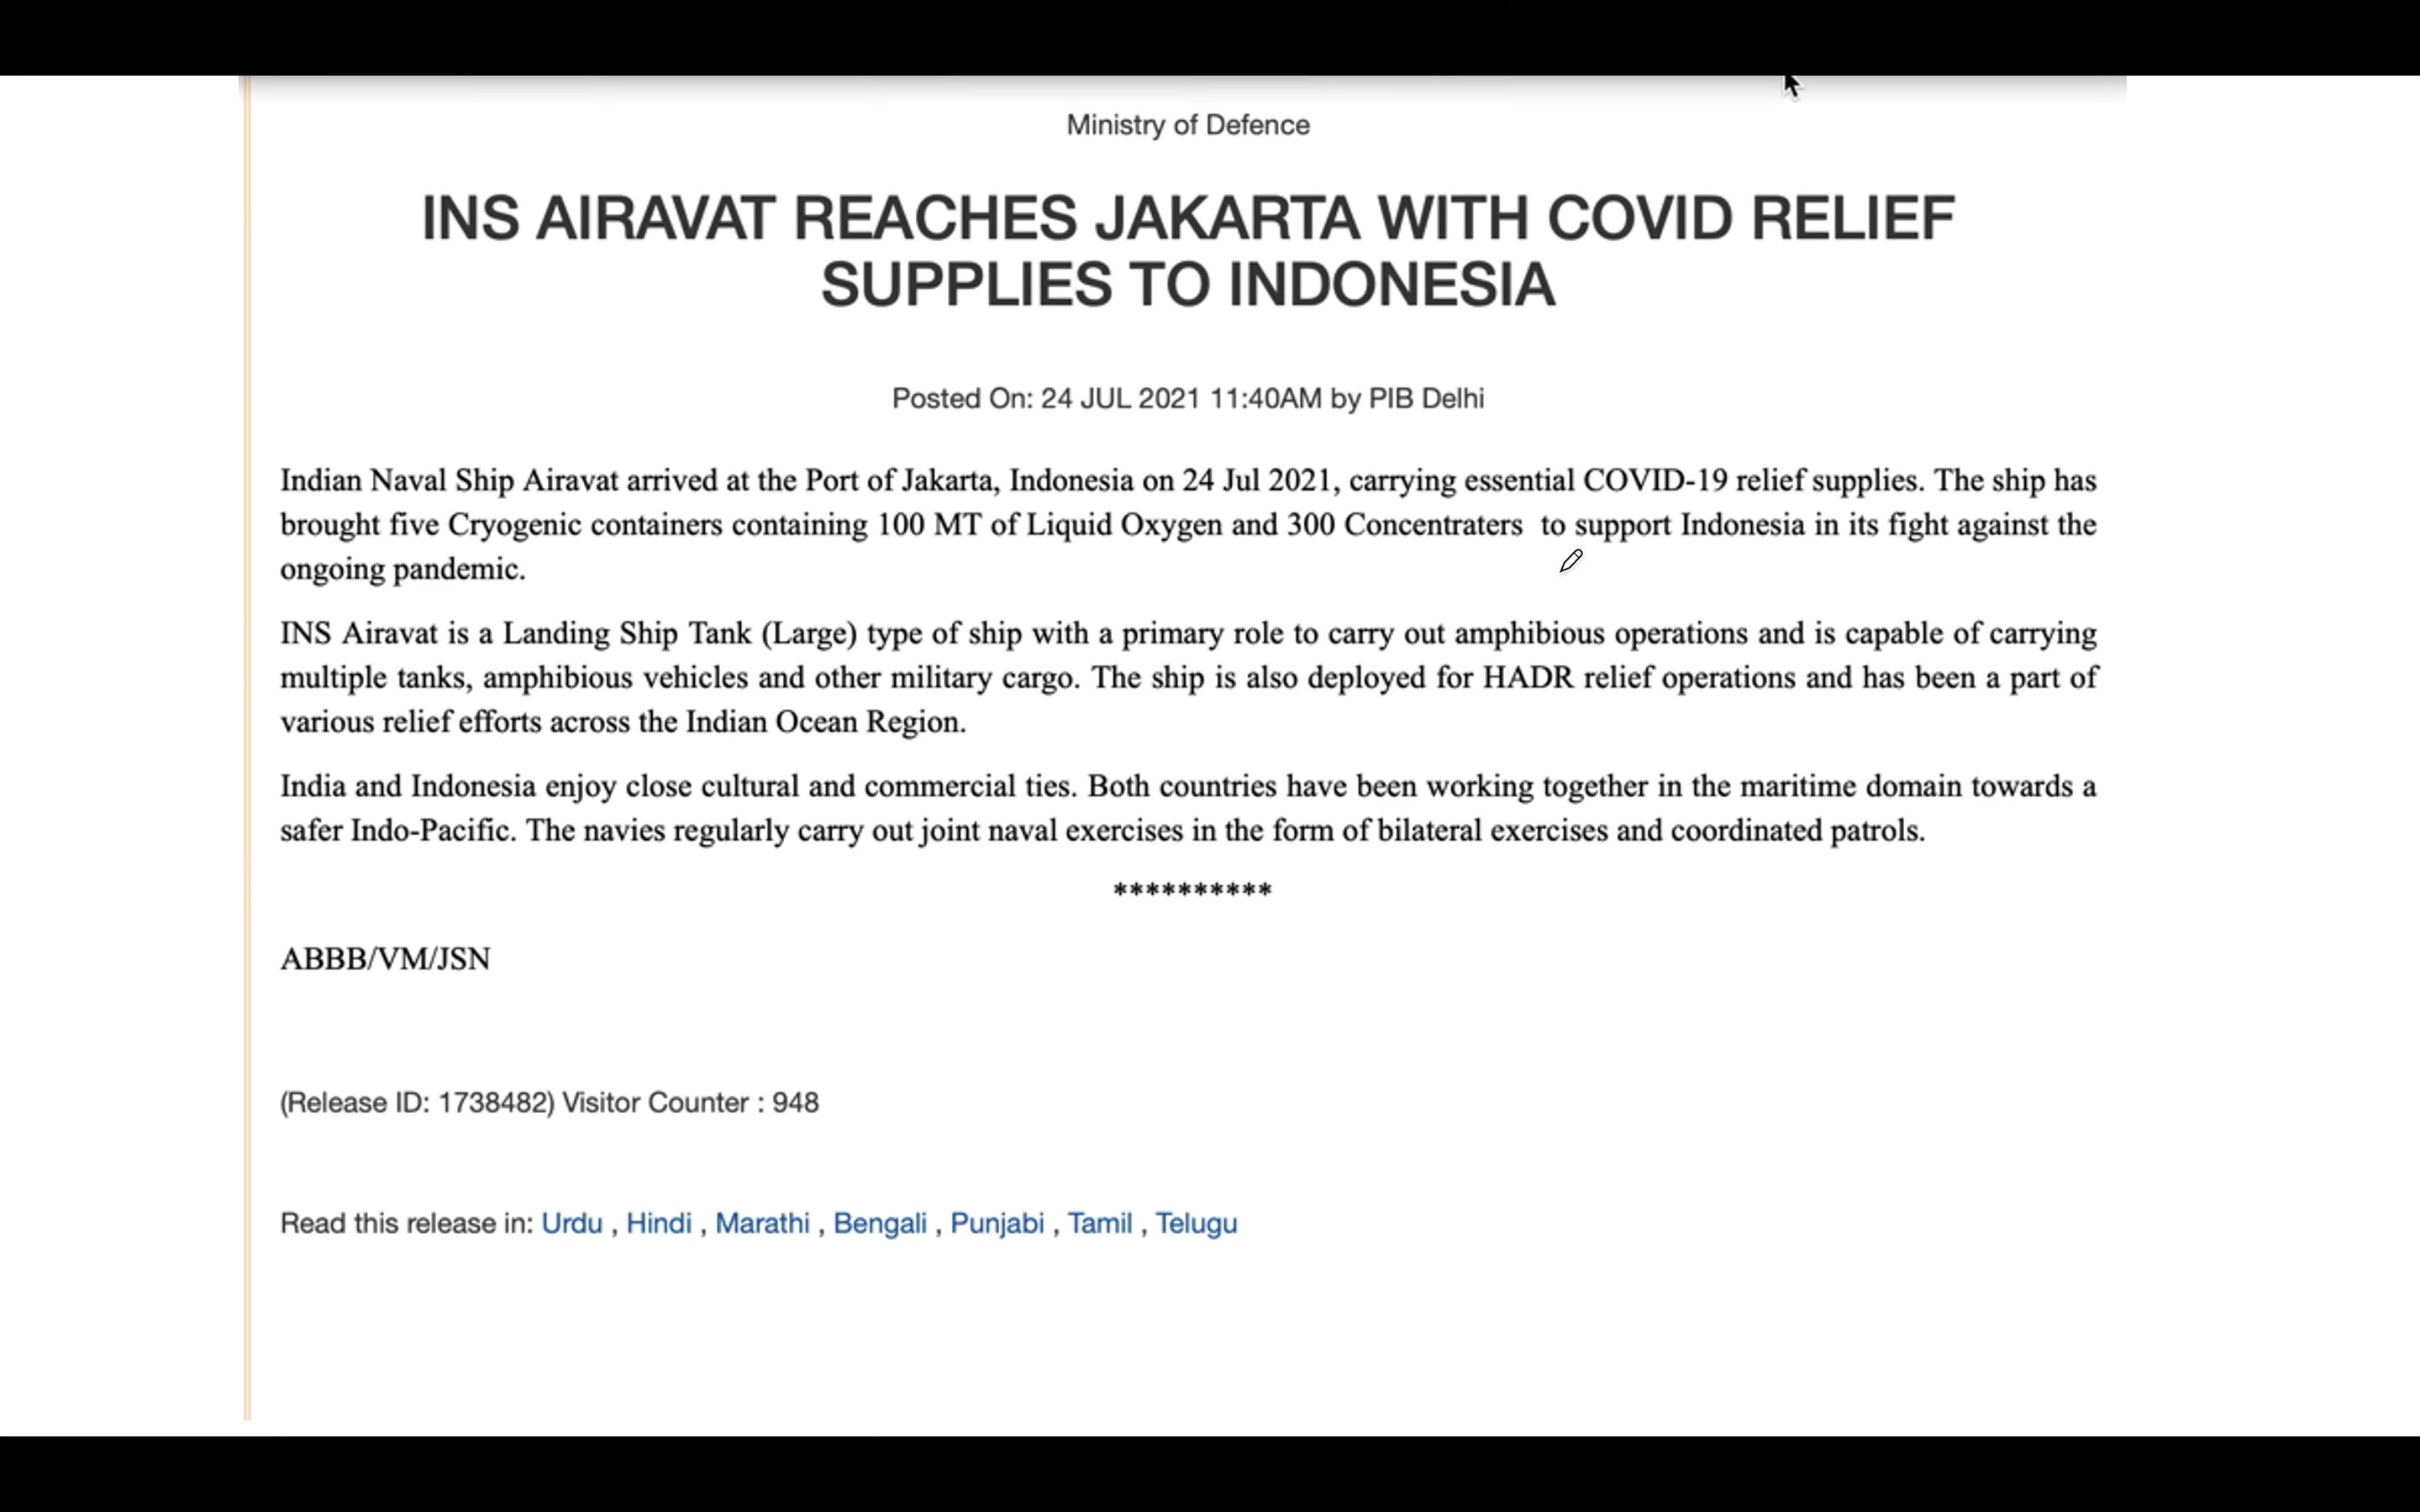 Ministry of Defence
INS AIRAVAT REACHES JAKARTA WITH COVID RELIEF
SUPPLIES TO INDONESIA
Posted On: 24 JUL 2021 11:40AM by PIB Delhi
Indian Naval Ship Airavat arrived at the Port of Jakarta, Indonesia on 24 Jul 2021, carrying essential COVID-19 relief supplies. The ship has
brought five Cryogenic containers containing 100 MT of Liquid Oxygen and 300 Concentraters  to support Indonesia in its fight against the
ongoing pandemic.
INS Airavat is a Landing Ship Tank (Large) type of ship with a primary role to carry out amphibious operations and is capable of carrying
multiple tanks, amphibious vehicles and other military cargo. The ship is also deployed for HADR relief operations and has been a part of
various relief efforts across the Indian Ocean Region.
India and Indonesia enjoy close cultural and commercial ties. Both countries have been working together in the maritime domain towards a
safer Indo-Pacific. The navies regularly carry out joint naval exercises in the form of bilateral exercises and coordinated patrols.
**********
ABBB/VM/JSN
(Release ID: 1738482) Visitor Counter : 948
Read this release in: Urdu , Hindi , Marathi , Bengali , Punjabi , Tamil , Telugu